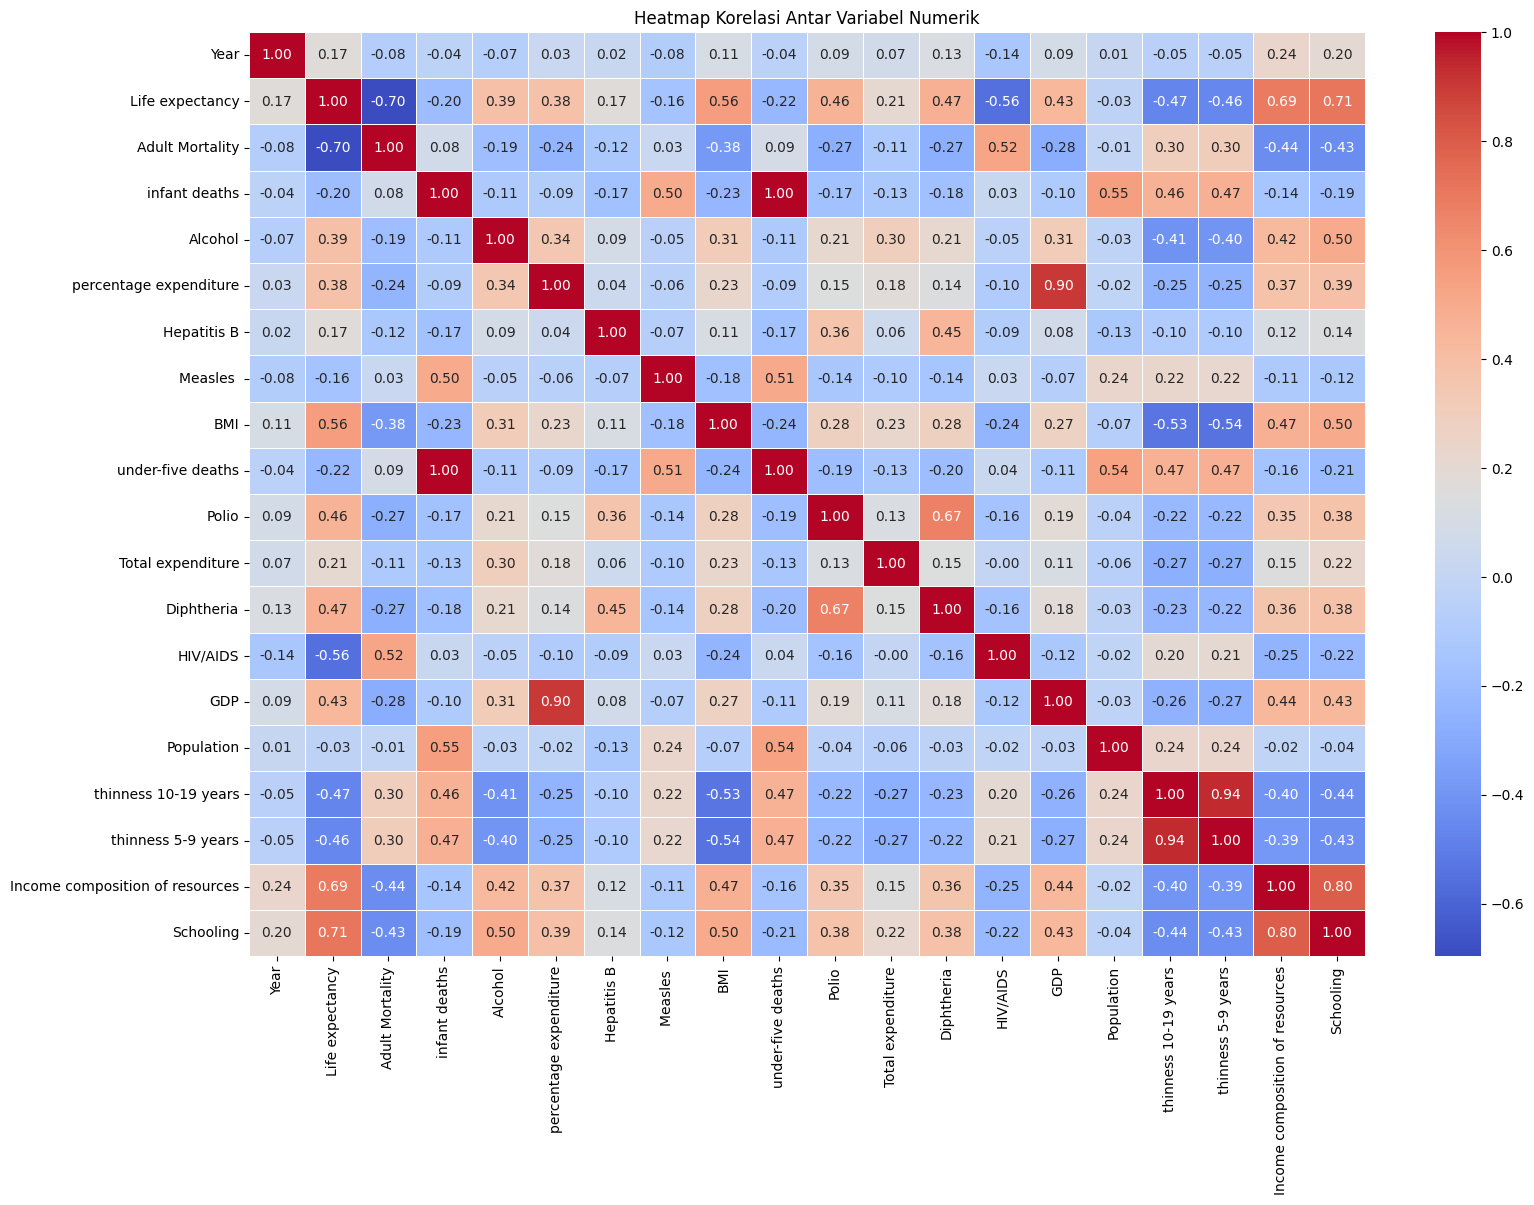 Heatmap Korelasi Antar Variabel Numerik
Year 1.00 0.17 -0.08 -0.04 -0.07 0.03 0.02 -0.08 0.11 -0.04 0.09 0.07 0.13 -0.14 0.09 0.01 -0.05 -0.05 0.24 0.20
Life expectancy 0.17 1.00 -0.70 -0.20 0.39 0.38 0.17 -0.16 0.56 -0.22 0.46 0.21 0.47 -0.56 0.43 -0.03 -0.47 -0.46 0.69 0.71
Adult Mortality -0.08 -0.70 1.00 0.08 -0.19 -0.24 -0.12 0.03 -0.38 0.09 -0.27 -0.11 -0.27 0.52 -0.28 -0.01 0.30 0.30 -0.44 -0.43
infant deaths -0.04 -0.20 0.08 1.00 -0.11 -0.09 -0.17 0.50 -0.23 1.00 -0.17 -0.13 -0.18 0.03 -0.10 0.55 0.46 0.47 -0.14 -0.19
Alcohol -0.07 0.39 -0.19 -0.11 1.00 0.34 0.09 -0.05 0.31 -0.11 0.21 0.30 0.21 -0.05 0.31 -0.03 -0.41 -0.40 0.42 0.50
percentage expenditure 0.03 0.38 -0.24 -0.09 0.34 1.00 0.04 -0.06 0.23 -0.09 0.15 0.18 0.14 -0.10 0.90 -0.02 -0.25 -0.25 0.37 0.39
Hepatitis B 0.02 0.17 -0.12 -0.17 0.09 0.04 1.00 -0.07 0.11 -0.17 0.36 0.06 0.45 -0.09 0.08 -0.13 -0.10 -0.10 0.12 0.14
Measles -0.08 -0.16 0.03 0.50 -0.05 -0.06 -0.07 1.00 -0.18 0.51 -0.14 -0.10 -0.14 0.03 -0.07 0.24 0.22 0.22 -0.11 -0.12
BMI 0.11 0.56 -0.38 -0.23 0.31 0.23 0.11 -0.18 1.00 -0.24 0.28 0.23 0.28 -0.24 0.27 -0.07 -0.53 -0.54 0.47 0.50
under-five deaths -0.04 -0.22 0.09 1.00 -0.11 -0.09 -0.17 0.51 -0.24 1.00 -0.19 -0.13 -0.20 0.04 -0.11 0.54 0.47 0.47 -0.16 -0.21
Polio 0.09 0.46 -0.27 -0.17 0.21 0.15 0.36 -0.14 0.28 -0.19 1.00 0.13 0.67 -0.16 0.19 -0.04 -0.22 -0.22 0.35 0.38
Total expenditure 0.07 0.21 -0.11 -0.13 0.30 0.18 0.06 -0.10 0.23 -0.13 0.13 1.00 0.15 -0.00 0.11 -0.06 -0.27 -0.27 0.15 0.22
Diphtheria 0.13 0.47 -0.27 -0.18 0.21 0.14 0.45 -0.14 0.28 -0.20 0.67 0.15 1.00 -0.16 0.18 -0.03 -0.23 -0.22 0.36 0.38
HIV/AIDS -0.14 -0.56 0.52 0.03 -0.05 -0.10 -0.09 0.03 -0.24 0.04 -0.16 -0.00 -0.16 1.00 -0.12 -0.02 0.20 0.21 -0.25 -0.22
GDP 0.09 0.43 -0.28 -0.10 0.31 0.90 0.08 -0.07 0.27 -0.11 0.19 0.11 0.18 -0.12 1.00 -0.03 -0.26 -0.27 0.44 0.43
Population 0.01 -0.03 -0.01 0.55 -0.03 -0.02 -0.13 0.24 -0.07 0.54 -0.04 -0.06 -0.03 -0.02 -0.03 1.00 0.24 0.24 -0.02 -0.04
thinness 10-19 years -0.05 -0.47 0.30 0.46 -0.41 -0.25 -0.10 0.22 -0.53 0.47 -0.22 -0.27 -0.23 0.20 -0.26 0.24 1.00 0.94 -0.40 -0.44
thinness 5-9 years -0.05 -0.46 0.30 0.47 -0.40 -0.25 -0.10 0.22 -0.54 0.47 -0.22 -0.27 -0.22 0.21 -0.27 0.24 0.94 1.00 -0.39 -0.43
Income composition of resources 0.24 0.69 -0.44 -0.14 0.42 0.37 0.12 -0.11 0.47 -0.16 0.35 0.15 0.36 -0.25 0.44 -0.02 -0.40 -0.39 1.00 0.80
Schooling 0.20 0.71 -0.43 -0.19 0.50 0.39 0.14 -0.12 0.50 -0.21 0.38 0.22 0.38 -0.22 0.43 -0.04 -0.44 -0.43 0.80 1.00
Year
Life expectancy
Adult Mortality
infant deaths
Alcohol
percentage expenditure
Hepatitis B
Measles
BMI
under-five deaths
Polio
Total expenditure
Diphtheria
HIV/AIDS
GDP
Population
thinness 10-19 years
thinness 5-9 years
Income composition of resources
Schooling
1.0
0.8
0.6
0.4
0.2
0.0
−0.2
−0.4
−0.6